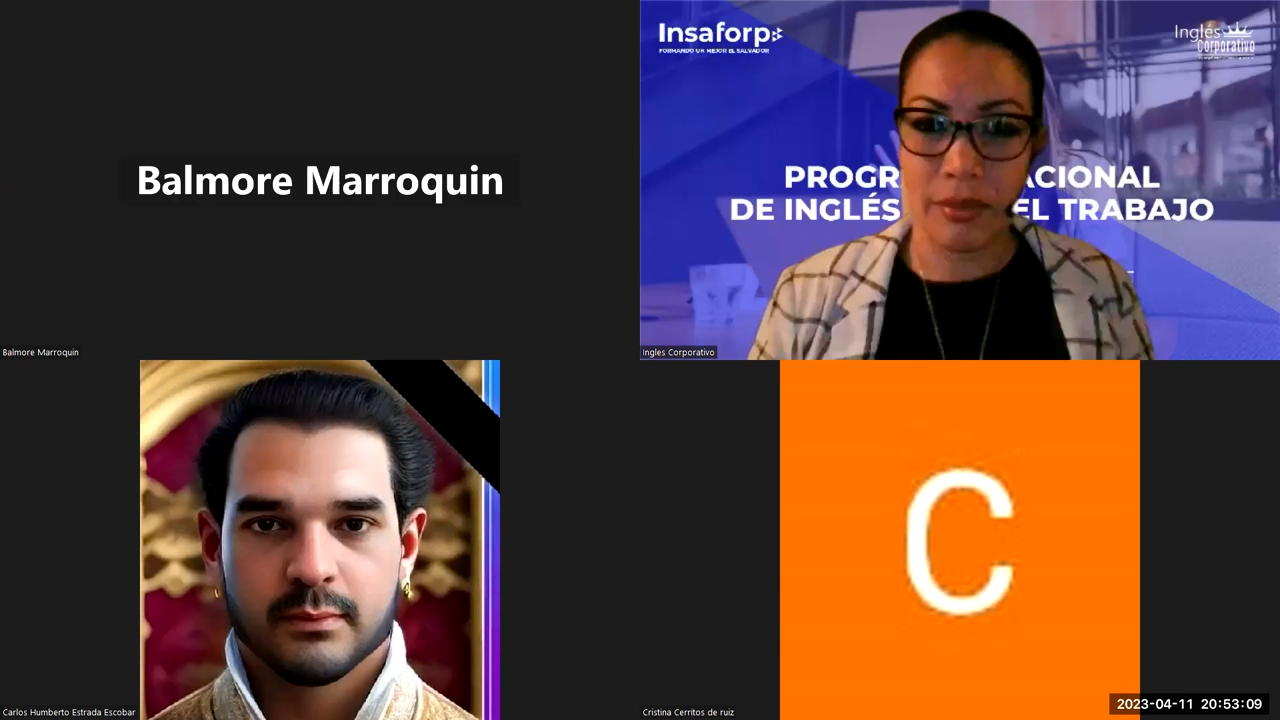 Balmore Marroquin
Balmore Marroquin
Insaforp
FORMANDO UN MEJOR EL SALVADOR
Inglés
Corporativo
PROGR ACIONAL
DE INGLÉS EL TRABAJO
Ingles Corporativo
Carlos Humberto Estrada Escobar
C
Cristina Cerritos de ruiz
2023-04-11 20:53:09